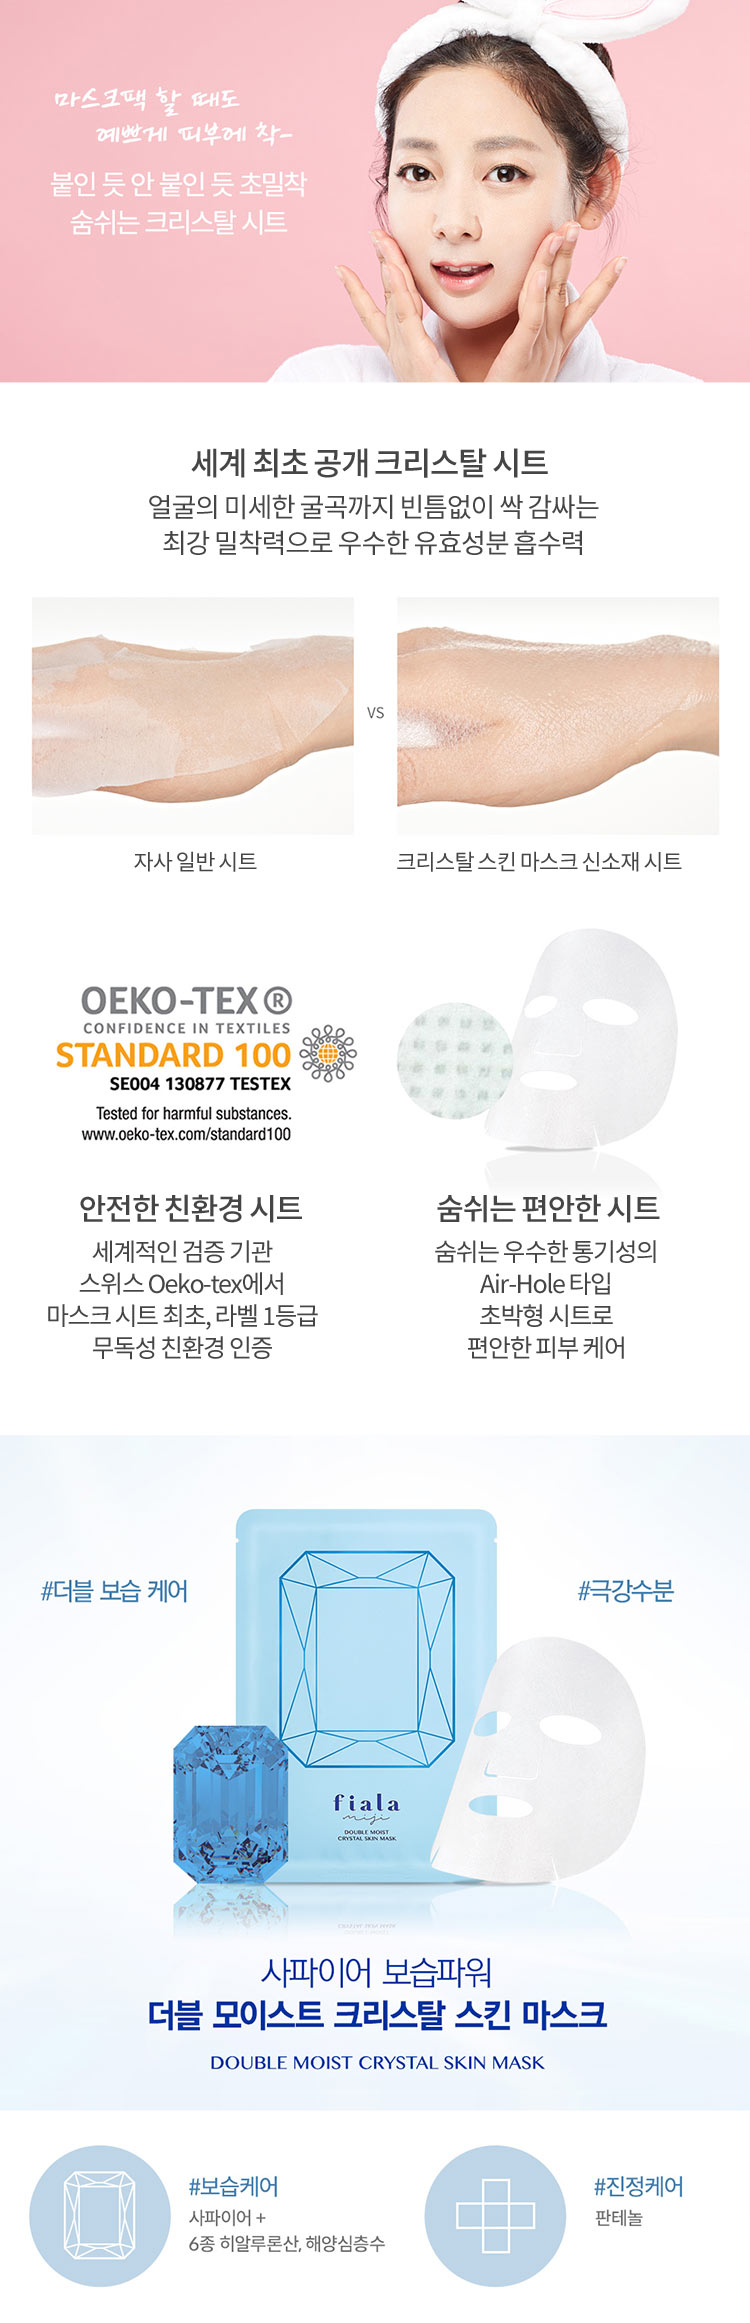 마스크팩 할 때도
예쁘게 피부에 착-
붙인 듯 안 붙인 듯 초밀착
숨쉬는 크리스탈 시트
세계 최초 공개 크리스탈 시트
얼굴의 미세한 굴곡까지 빈틈없이 싹 감싸는
최강 밀착력으로 우수한 유효성분 흡수력
VS
자사 일반 시트
크리스탈 스킨 마스크 신소재 시트
OEKO-TEX®
CONFIDENCE IN TEXTILES
STANDARD 100
SE004 130877 TESTEX
Tested for harmful substances.
www.oeko-tex.com/standard100
안전한 친환경 시트
세계적인 검증 기관
스위스 Oeko-tex에서
마스크 시트 최초, 라벨 1등급
무독성 친환경 인증
숨쉬는 편안한 시트
숨쉬는 우수한 통기성의
Air-Hole 타입
초박형 시트로
편안한 피부 케어
#더블 보습 케어
#극강수분
fiala
miji
DOUBLE MOIST
CRYSTAL SKIN MASK
사파이어 보습파워
더블 모이스트 크리스탈 스킨 마스크
DOUBLE MOIST CRYSTAL SKIN MASK
#보습케어
사파이어 +
6종 히알루론산, 해양심층수
#진정케어
판테놀